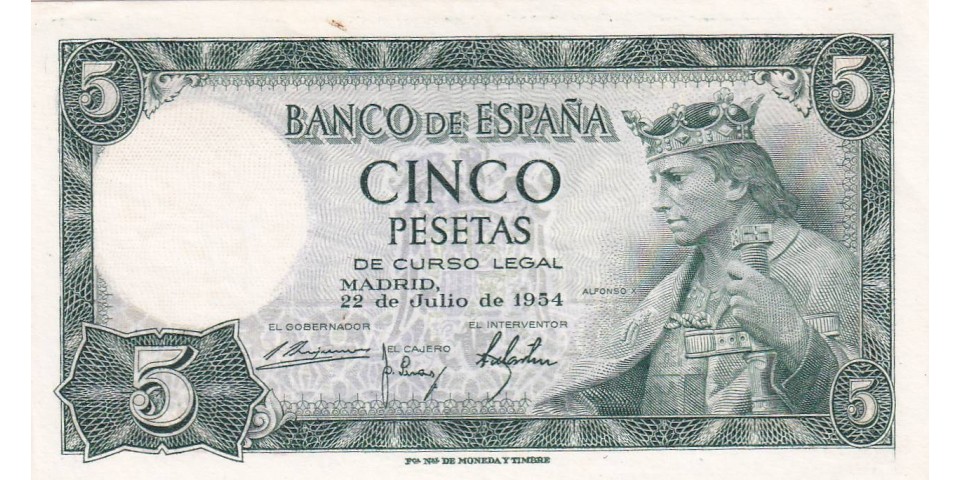 5 5
BANCO DE ESPAÑA
CINCO
PESETAS
DE CURSO LEGAL
MADRID,
22 de Julio de 1954
ALFONSO X
EL GOBERNADOR EL INTERVENTOR
EL CAJERO
5 5
Fca. Nal. DE MONEDA Y TIMBRE